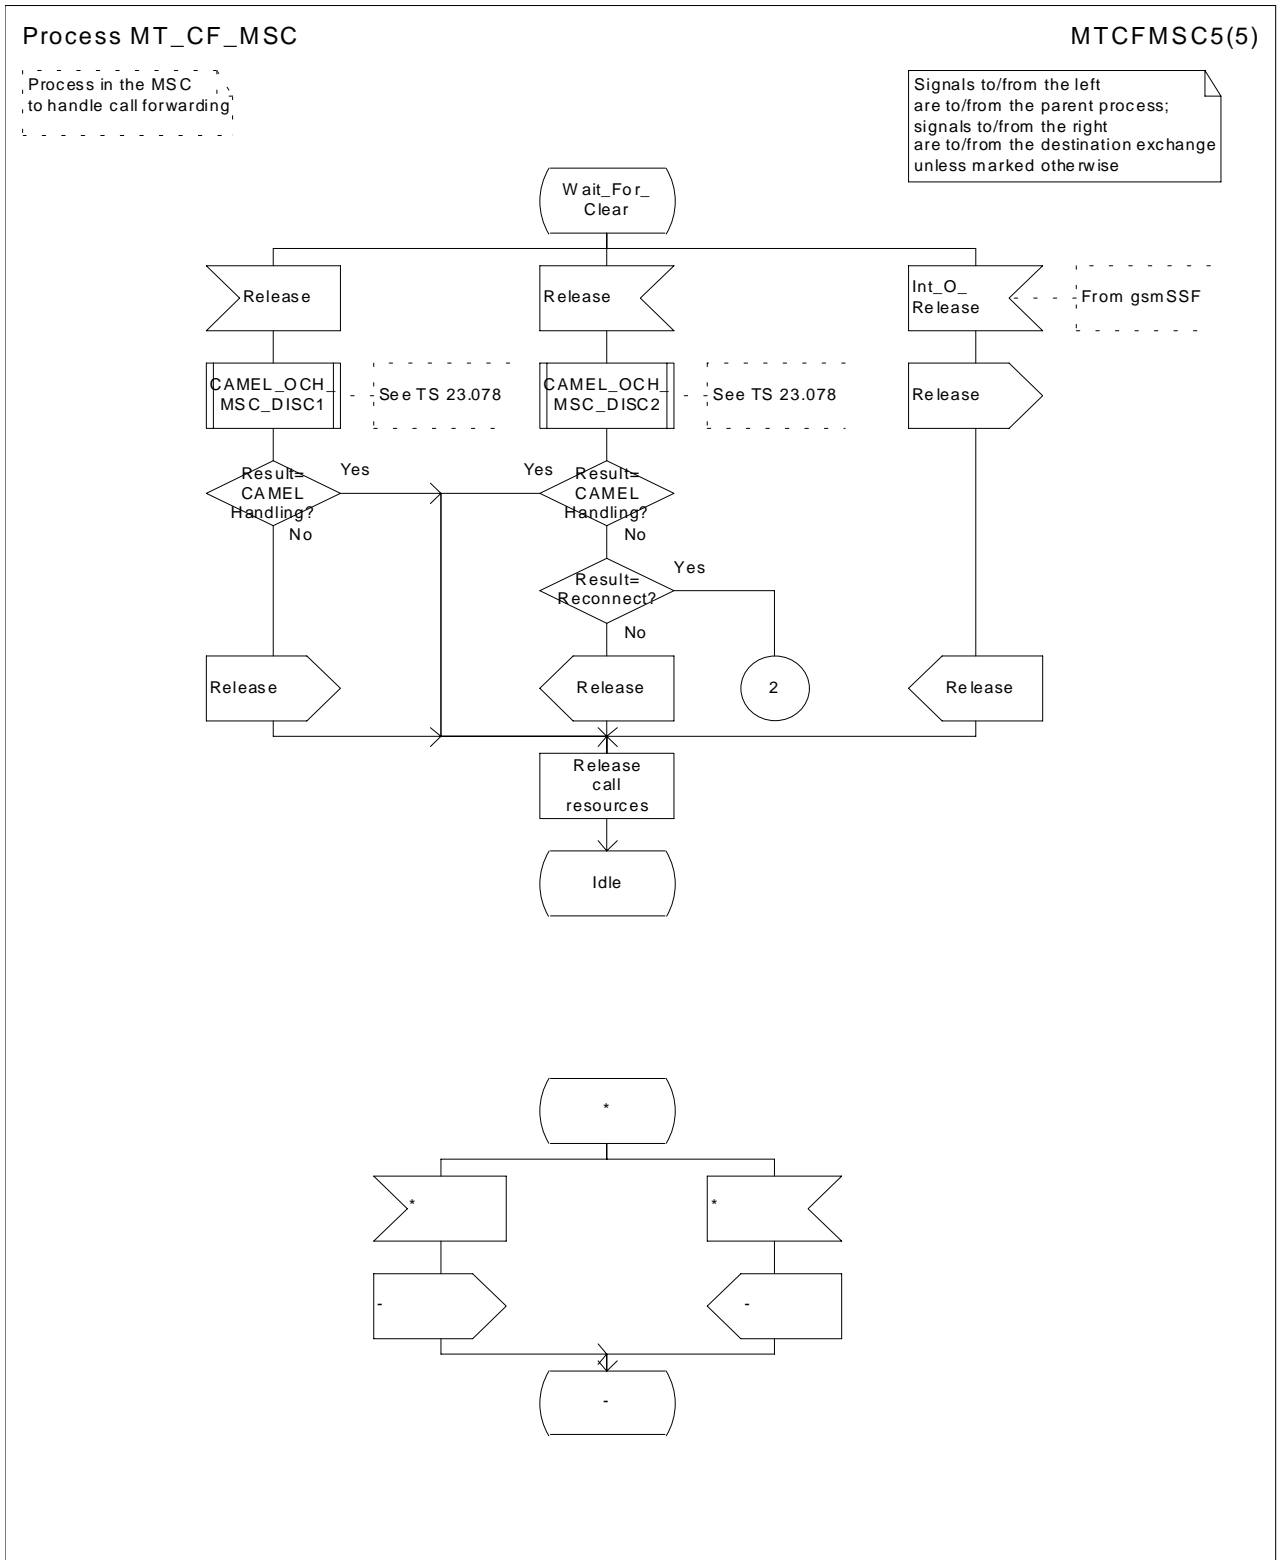 Process MT_CF_MSC
MTCFMSC5(5)
Process in the MSC
to handle call forwarding
Signals to/from the left
are to/from the parent process;
signals to/from the right
are to/from the destination exchange
unless marked otherwise
Wait_For_
Clear
Release
Release
Int_O_
Release
From gsmSSF
CAMEL_OCH_
MSC_DISC1
See TS 23.078
CAMEL_OCH_
MSC_DISC2
See TS 23.078
Release
Result=
CAMEL
Handling?
Yes
No
Yes
Result=
CAMEL
Handling?
No
Result=
Reconnect?
Yes
No
Release
Release
2
Release
Release
call
resources
Idle
*
*
*
-
-
-